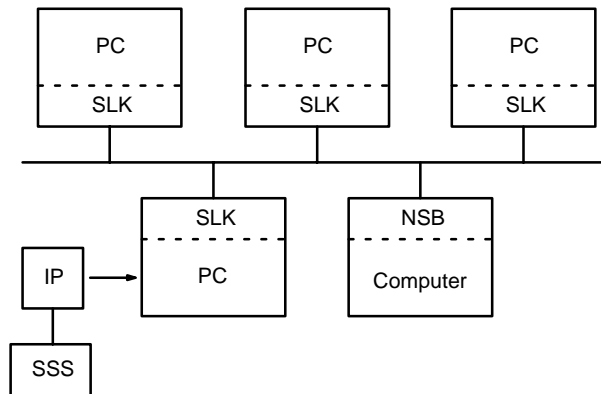 PC PC PC
SLK SLK SLK
SLK NSB
IP PC Computer
SSS